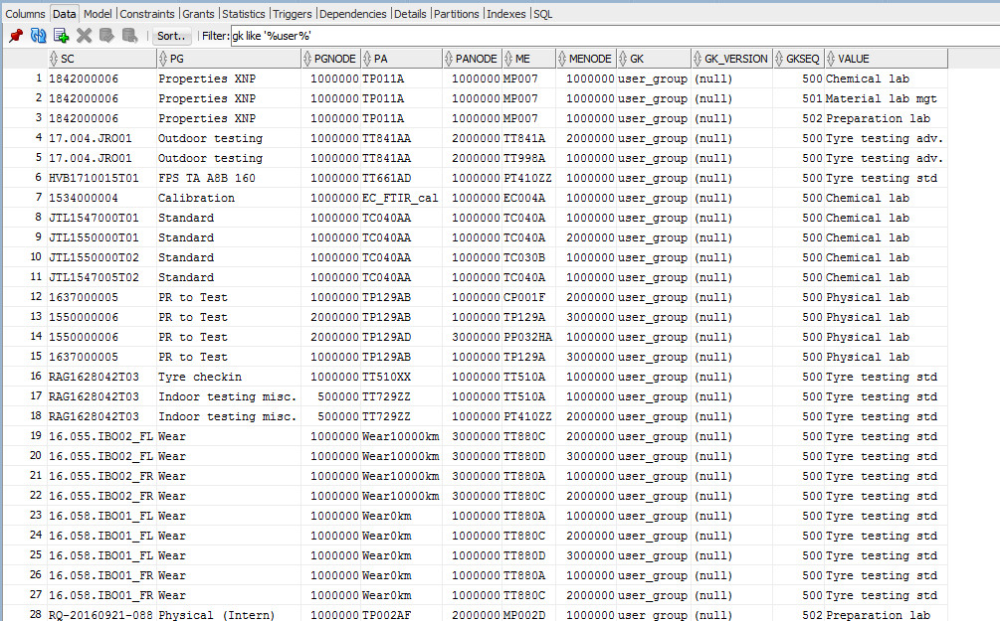 Columns Data Model Constraints Grants Statistics Triggers Dependencies Details Partitions Indexes SQL
Sort.. Filter: gk like '%user%'
SC PG PGNODE PA PANODE ME MENODE GK GK_VERSION GKSEQ VALUE
1 1842000006 Properties XNP 1000000 TP011A 1000000 MP007 1000000 user_group (null) 500 Chemical lab
2 1842000006 Properties XNP 1000000 TP011A 1000000 MP007 1000000 user_group (null) 501 Material lab mgt
3 1842000006 Properties XNP 1000000 TP011A 1000000 MP007 1000000 user_group (null) 502 Preparation lab
4 17.004.JRO01 Outdoor testing 1000000 TT841AA 2000000 TT841A 2000000 user_group (null) 500 Tyre testing adv.
5 17.004.JRO01 Outdoor testing 1000000 TT841AA 2000000 TT998A 1000000 user_group (null) 500 Tyre testing adv.
6 HVB1710015T01 FPS TA A8B 160 1000000 TT661AD 1000000 PT410ZZ 1000000 user_group (null) 500 Tyre testing std
7 1534000004 Calibration 1000000 EC_FTIR_cal 1000000 EC004A 1000000 user_group (null) 500 Chemical lab
8 JTL1547000T01 Standard 1000000 TC040AA 1000000 TC040A 1000000 user_group (null) 500 Chemical lab
9 JTL1550000T01 Standard 1000000 TC040AA 1000000 TC040A 2000000 user_group (null) 500 Chemical lab
10 JTL1550000T02 Standard 1000000 TC040AA 1000000 TC030B 1000000 user_group (null) 500 Chemical lab
11 JTL1547005T02 Standard 1000000 TC040AA 1000000 TC040A 1000000 user_group (null) 500 Chemical lab
12 1637000005 PR to Test 1000000 TP129AB 1000000 CP001F 2000000 user_group (null) 500 Physical lab
13 1550000006 PR to Test 2000000 TP129AB 1000000 TP129A 3000000 user_group (null) 500 Physical lab
14 1550000006 PR to Test 2000000 TP129AD 3000000 PP032HA 1000000 user_group (null) 500 Physical lab
15 1637000005 PR to Test 1000000 TP129AB 1000000 TP129A 3000000 user_group (null) 500 Physical lab
16 RAG1628042T03 Tyre checkin 1000000 TT510XX 1000000 TT510A 1000000 user_group (null) 500 Tyre testing std
17 RAG1628042T03 Indoor testing misc. 500000 TT729ZZ 1000000 TT510A 1000000 user_group (null) 500 Tyre testing std
18 RAG1628042T03 Indoor testing misc. 500000 TT729ZZ 1000000 PT410ZZ 2000000 user_group (null) 500 Tyre testing std
19 16.055.IBO02_FL Wear 1000000 Wear10000km 3000000 TT880C 2000000 user_group (null) 500 Tyre testing std
20 16.055.IBO02_FL Wear 1000000 Wear10000km 3000000 TT880D 3000000 user_group (null) 500 Tyre testing std
21 16.055.IBO02_FR Wear 1000000 Wear10000km 3000000 TT880A 1000000 user_group (null) 500 Tyre testing std
22 16.055.IBO02_FR Wear 1000000 Wear10000km 3000000 TT880C 2000000 user_group (null) 500 Tyre testing std
23 16.058.IBO01_FL Wear 1000000 Wear0km 1000000 TT880A 1000000 user_group (null) 500 Tyre testing std
24 16.058.IBO01_FL Wear 1000000 Wear0km 1000000 TT880C 2000000 user_group (null) 500 Tyre testing std
25 16.058.IBO01_FL Wear 1000000 Wear0km 1000000 TT880D 3000000 user_group (null) 500 Tyre testing std
26 16.058.IBO01_FR Wear 1000000 Wear0km 1000000 TT880A 1000000 user_group (null) 500 Tyre testing std
27 16.058.IBO01_FR Wear 1000000 Wear0km 1000000 TT880C 2000000 user_group (null) 500 Tyre testing std
28 RQ-20160921-088 Physical (Intern) 1000000 TP002AF 2000000 MP002D 1000000 user_group (null) 502 Preparation lab